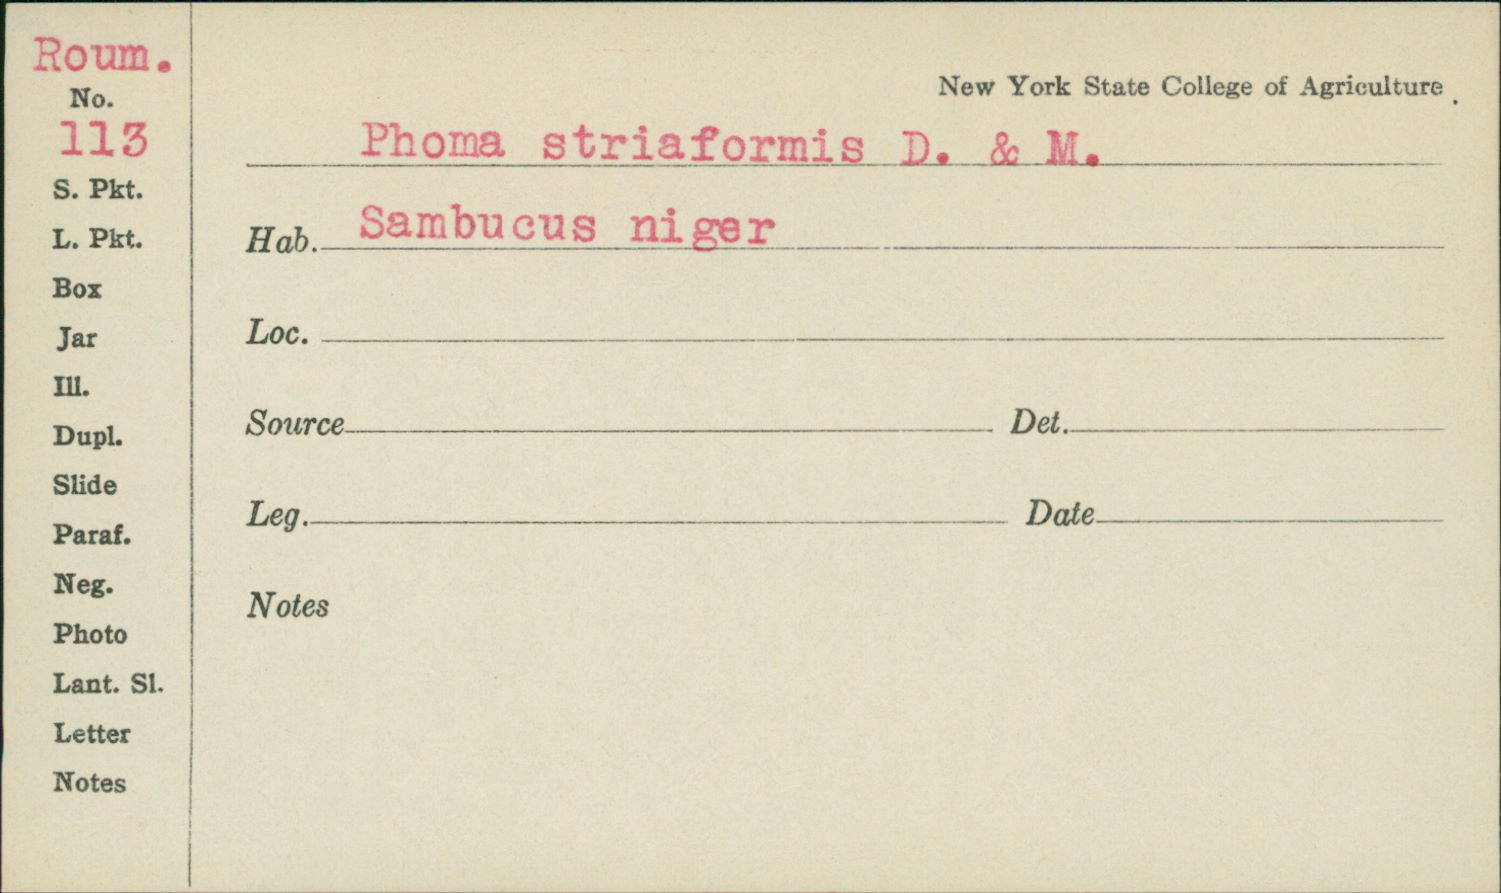 Roum.
No.
113
S. Pkt.
L. Pkt.
Box
Jar
Ill.
Dupl.
Slide
Paraf.
Neg.
Photo
Lant. Sl.
Letter
Notes
New York State College of Agriculture
Phoma striaformis D. & M.
Hab. Sambucus niger
Loc.
Source Det.
Leg. Date
Notes